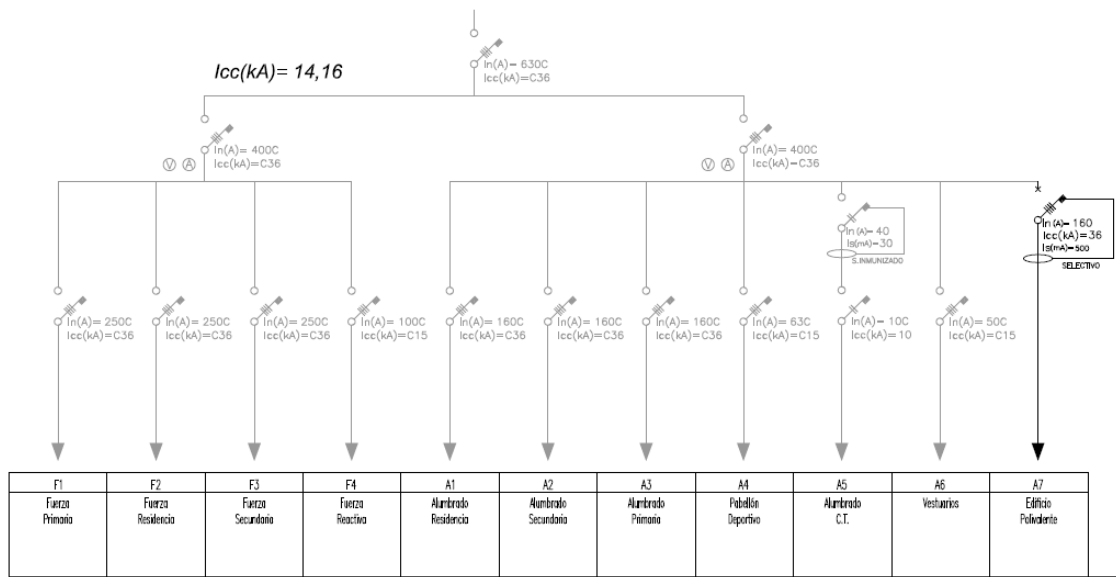 In(A)= 630C
Icc(kA)=C36
Icc(kA)= 14,16
In(A)= 400C
Icc(kA)=C36
V A
In(A)= 400C
Icc(kA)=C36
V A
In(A)= 40
Icc(kA)=6
Is(mA)=30
S.INMUNIZADO
In(A)= 160
Icc(kA)= 36
Is(mA)=500
SELECTIVO
In(A)= 250C
Icc(kA)=C36
In(A)= 250C
Icc(kA)=C36
In(A)= 250C
Icc(kA)=C36
In(A)= 100C
Icc(kA)=C15
In(A)= 160C
Icc(kA)=C36
In(A)= 160C
Icc(kA)=C36
In(A)= 160C
Icc(kA)=C36
In(A)= 63C
Icc(kA)=C15
In(A)= 10C
Icc(kA)= 10
In(A)= 50C
Icc(kA)=C15
F1 F2 F3 F4 A1 A2 A3 A4 A5 A6 A7
Fuerza Fuerza Fuerza Fuerza Alumbrado Alumbrado Alumbrado Pabellón Alumbrado Vestuarios Edificio
Primaria Residencia Secundaria Reactiva Residencia Secundaria Primaria Deportivo C.T. Polivalente